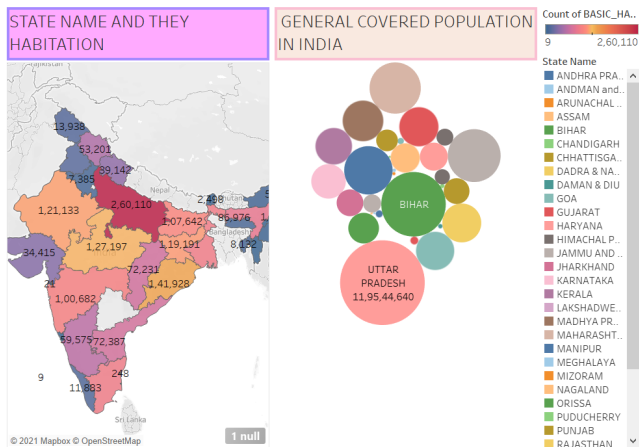 STATE NAME AND THEY
HABITATION
GENERAL COVERED POPULATION
IN INDIA
Count of BASIC_HA..
9 2,60,110
State Name
ANDHRA PRA..
ANDMAN and..
ARUNACHAL ..
ASSAM
BIHAR
CHANDIGARH
CHHATTISGA..
DADRA & NA..
DAMAN & DIU
GOA
GUJARAT
HARYANA
HIMACHAL P..
JAMMU AND ..
JHARKHAND
KARNATAKA
KERALA
LAKSHADWE..
MADHYA PR..
MAHARASHT..
MANIPUR
MEGHALAYA
MIZORAM
NAGALAND
ORISSA
PUDUCHERRY
PUNJAB
RAJASTHAN
13,938
53,201
39,142
7,385
Nepal
1,21,133
2,60,110
2,498
Bhutan
1,07,642
86,976
Bangladesh
8,132
34,415
1,27,197
1,19,191
72,231
1,41,928
21
1,00,682
59,575
72,387
9
11,883
248
Sri Lanka
© 2021 Mapbox © OpenStreetMap
1 null
BIHAR
UTTAR
PRADESH
11,95,44,640